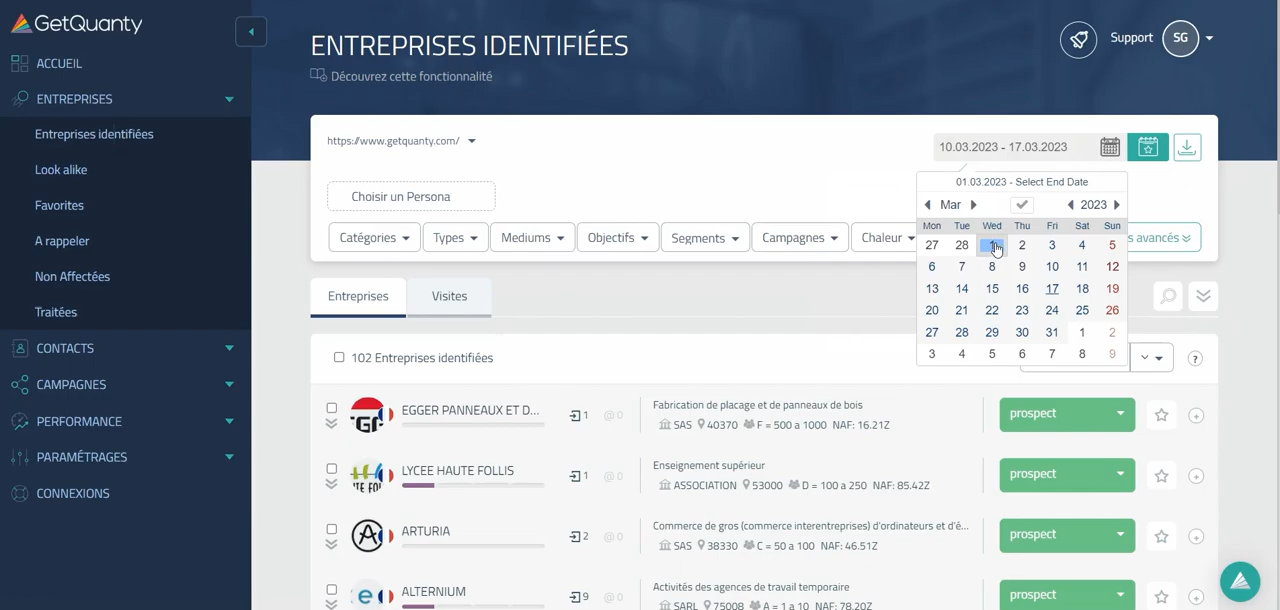 GetQuanty
ACCUEIL
ENTREPRISES
Entreprises identifiées
Look alike
Favorites
A rappeler
Non Affectées
Traitées
CONTACTS
CAMPAGNES
PERFORMANCE
PARAMÉTRAGES
CONNEXIONS
ENTREPRISES IDENTIFIÉES
Découvrez cette fonctionnalité
Support SG
https://www.getquanty.com/
10.03.2023 - 17.03.2023
Choisir un Persona
Catégories Types Mediums Objectifs Segments Campagnes Chaleur s avancés
01.03.2023 - Select End Date
Mar 2023
Mon Tue Wed Thu Fri Sat Sun
27 28 1 2 3 4 5
6 7 8 9 10 11 12
13 14 15 16 17 18 19
20 21 22 23 24 25 26
27 28 29 30 31 1 2
3 4 5 6 7 8 9
Entreprises Visites
102 Entreprises identifiées ?
EGGER PANNEAUX ET D... 1 @ 0
Fabrication de placage et de panneaux de bois
SAS 40370 F = 500 a 1000 NAF: 16.21Z
prospect
LYCEE HAUTE FOLLIS 1 @ 0
Enseignement supérieur
ASSOCIATION 53000 D = 100 a 250 NAF: 85.42Z
prospect
ARTURIA 2 @ 0
Commerce de gros (commerce interentreprises) d'ordinateurs et d'é...
SAS 38330 C = 50 a 100 NAF: 46.51Z
prospect
ALTERNIUM 9 @ 0
Activités des agences de travail temporaire
SARL 75008 A = 1 a 10 NAF: 78.20Z
prospect